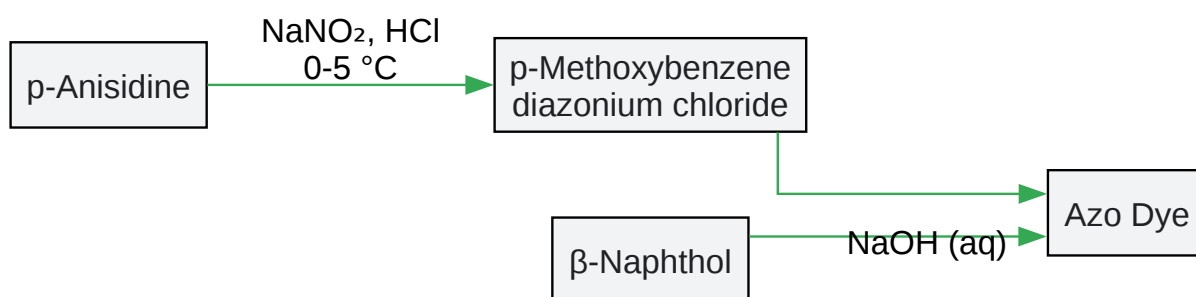 NaNO₂, HCl
0-5 °C
p-Anisidine
p-Methoxybenzene
diazonium chloride
Azo Dye
NaOH (aq)
β-Naphthol